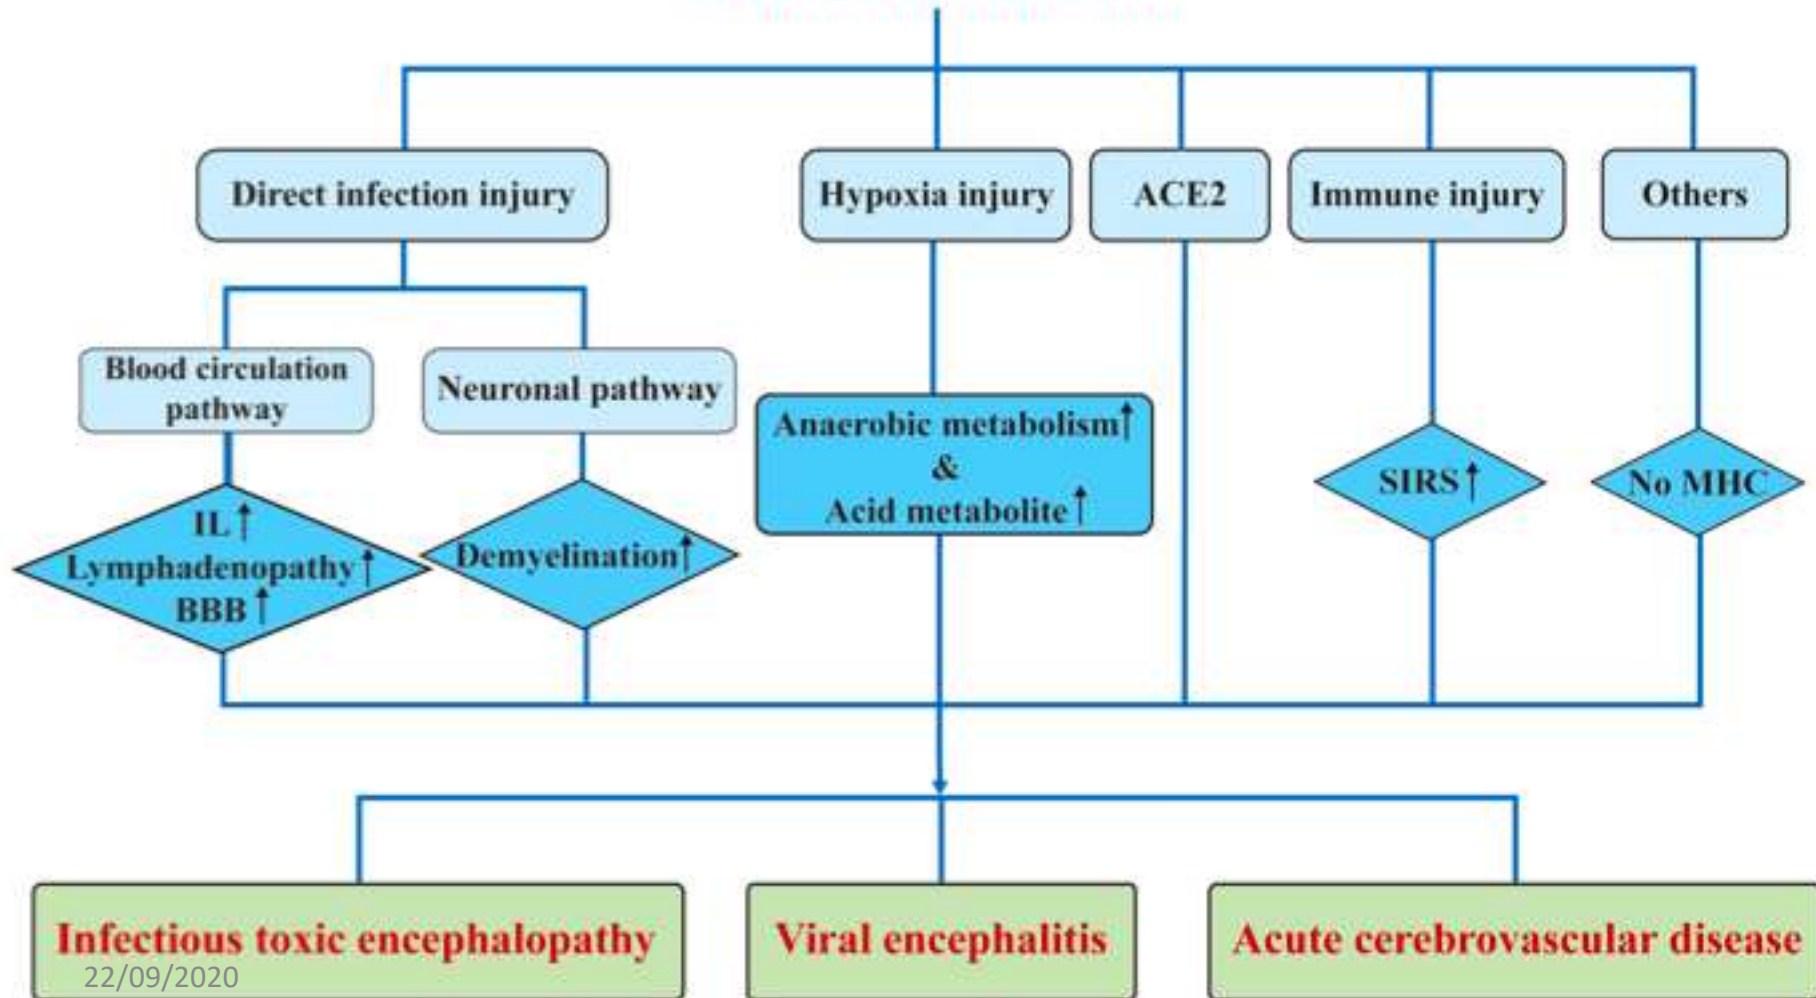 Direct infection injury
Hypoxia injury
ACE2
Immune injury
Others
Blood circulation
pathway
Neuronal pathway
Anaerobic metabolism↑
&
Acid metabolite↑
SIRS↑
No MHC
IL↑
Lymphadenopathy↑
BBB↑
Demyelination↑
Infectious toxic encephalopathy
Viral encephalitis
Acute cerebrovascular disease
22/09/2020